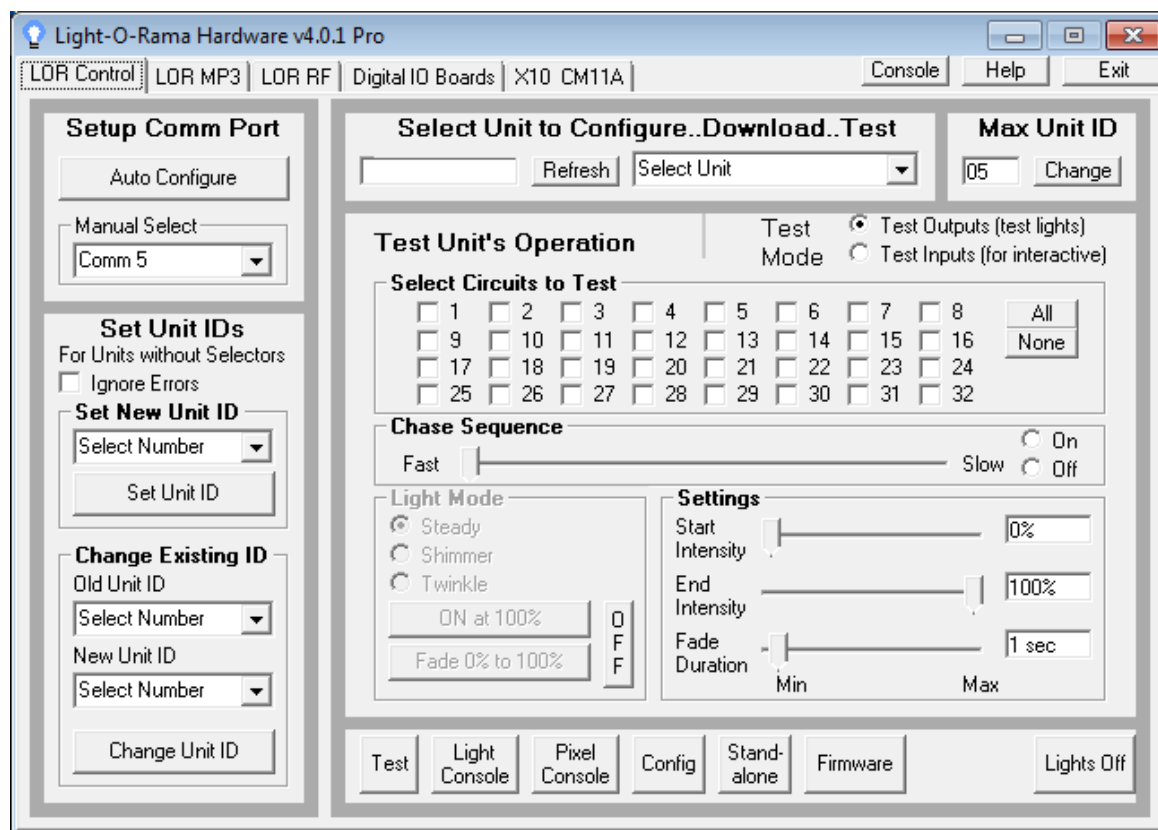 Light-O-Rama Hardware v4.0.1 Pro
LOR Control LOR MP3 LOR RF Digital IO Boards X10 CM11A Console Help Exit
Setup Comm Port
Auto Configure
Manual Select
Comm 5
Set Unit IDs
For Units without Selectors
Ignore Errors
Set New Unit ID
Select Number
Set Unit ID
Change Existing ID
Old Unit ID
Select Number
New Unit ID
Select Number
Change Unit ID
Select Unit to Configure..Download..Test
Refresh Select Unit
Max Unit ID
05 Change
Test Unit's Operation
Test
Mode
Test Outputs (test lights)
Test Inputs (for interactive)
Select Circuits to Test
1 2 3 4 5 6 7 8 All
9 10 11 12 13 14 15 16 None
17 18 19 20 21 22 23 24
25 26 27 28 29 30 31 32
Chase Sequence
Fast Slow
On
Off
Light Mode
Steady
Shimmer
Twinkle
ON at 100%
Fade 0% to 100%
O
F
F
Settings
Start
Intensity
0%
End
Intensity
100%
Fade
Duration
1 sec
Min Max
Test
Light
Console
Pixel
Console
Config
Stand-
alone
Firmware
Lights Off